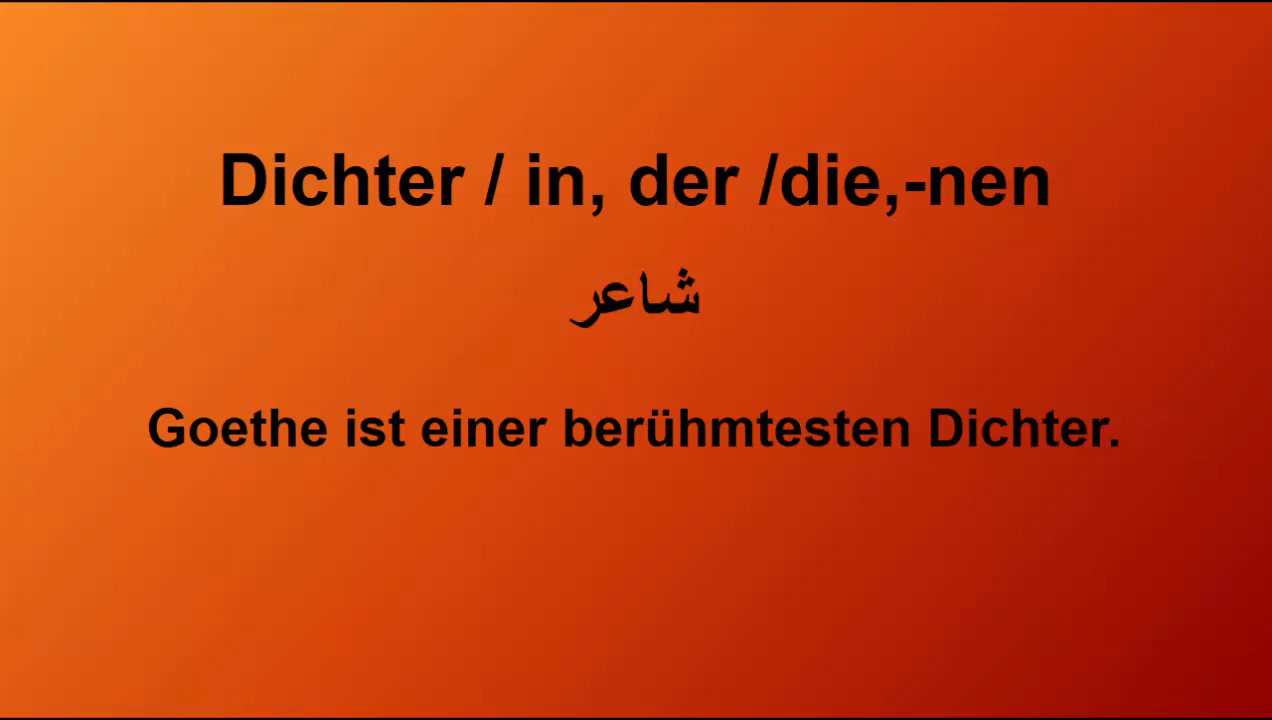 Dichter / in, der /die,-nen
شاعر
Goethe ist einer berühmtesten Dichter.